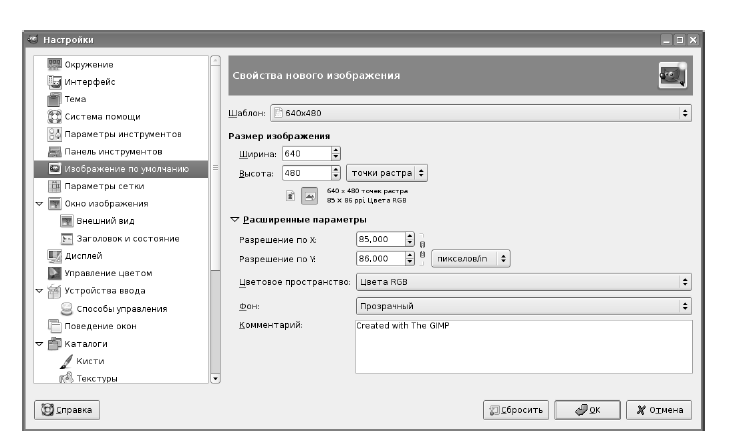 Настройки
Окружение
Интерфейс
Тема
Система помощи
Параметры инструментов
Панель инструментов
Изображение по умолчанию
Параметры сетки
Окно изображения
Внешний вид
Заголовок и состояние
Дисплей
Управление цветом
Устройства ввода
Способы управления
Поведение окон
Каталоги
Кисти
Текстуры
Свойства нового изображения
Шаблон: 640x480
Размер изображения
Ширина: 640
Высота: 480 точки растра
640 x 480 точек растра
85 x 86 ppi, Цвета RGB
Расширенные параметры
Разрешение по X: 85,000
Разрешение по Y: 86,000 пикселов/in
Цветовое пространство: Цвета RGB
Фон: Прозрачный
Комментарий: Created with The GIMP
Справка
Сбросить OK Отмена